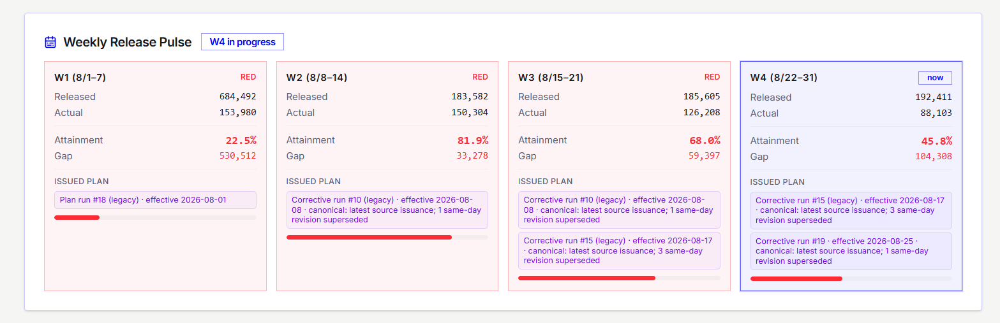 Weekly Release Pulse
W4 in progress
W1 (8/1–7)
RED
Released 684,492
Actual 153,980
Attainment 22.5%
Gap 530,512
ISSUED PLAN
Plan run #18 (legacy) · effective 2026-08-01
W2 (8/8–14)
RED
Released 183,582
Actual 150,304
Attainment 81.9%
Gap 33,278
ISSUED PLAN
Corrective run #10 (legacy) · effective 2026-08-
08 · canonical: latest source issuance; 1 same-day
revision superseded
W3 (8/15–21)
RED
Released 185,605
Actual 126,208
Attainment 68.0%
Gap 59,397
ISSUED PLAN
Corrective run #10 (legacy) · effective 2026-08-
08 · canonical: latest source issuance; 1 same-day
revision superseded
Corrective run #15 (legacy) · effective 2026-08-17
· canonical: latest source issuance; 3 same-day
revision superseded
W4 (8/22–31)
now
Released 192,411
Actual 88,103
Attainment 45.8%
Gap 104,308
ISSUED PLAN
Corrective run #15 (legacy) · effective 2026-08-17
· canonical: latest source issuance; 3 same-day
revision superseded
Corrective run #19 · effective 2026-08-25 ·
canonical: latest source issuance; 1 same-day
revision superseded